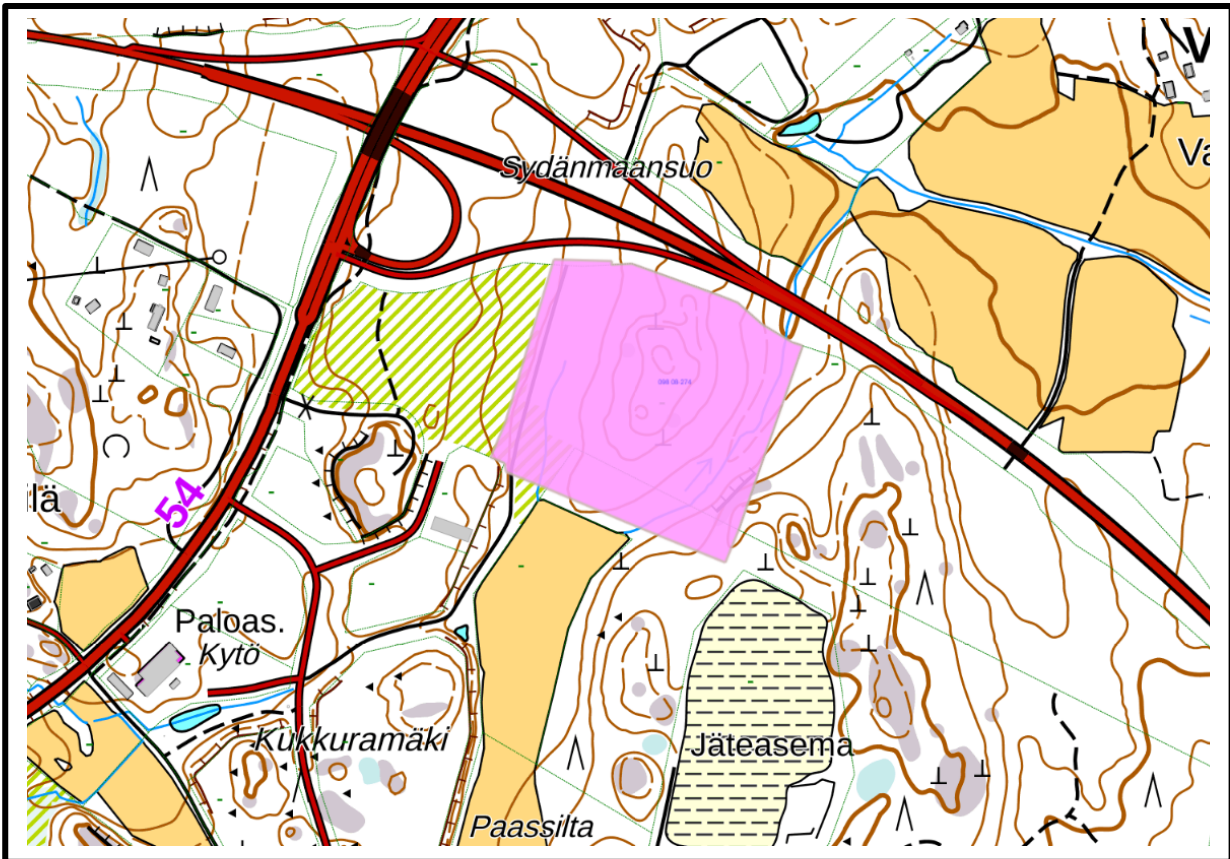 V
Sydänmaansuo
Va
lä
54
Paloas.
Kytö
Kukkuramäki
Jäteasema
Paassilta